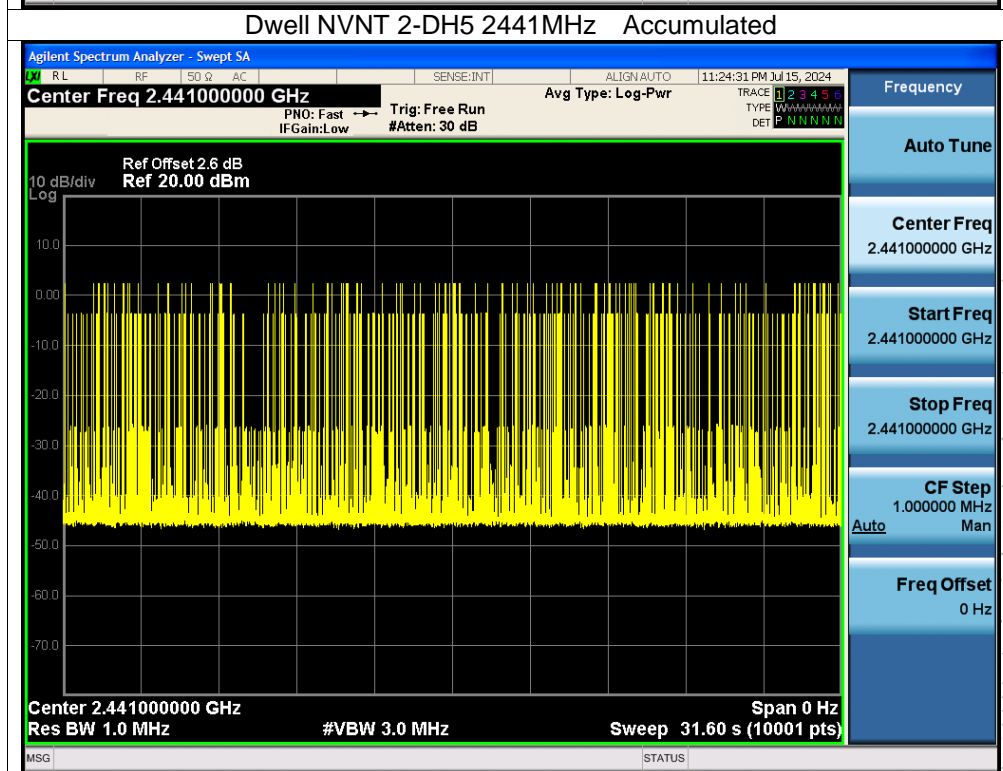 Dwell NVNT 2-DH5 2441MHz Accumulated
Agilent Spectrum Analyzer - Swept SA
LXI RL RF 50 Ω AC SENSE:INT ALIGN AUTO 11:24:31 PM Jul 15, 2024
Center Freq 2.441000000 GHz
PNO: Fast
IFGain:Low
Trig: Free Run
#Atten: 30 dB
Avg Type: Log-Pwr
TRACE 1 2 3 4 5 6
TYPE WWWWWW
DET P N N N N N
Ref Offset 2.6 dB
10 dB/div Ref 20.00 dBm
Log
10.0
0.00
-10.0
-20.0
-30.0
-40.0
-50.0
-60.0
-70.0
Center 2.441000000 GHz Span 0 Hz
Res BW 1.0 MHz #VBW 3.0 MHz Sweep 31.60 s (10001 pts)
MSG STATUS
Frequency
Auto Tune
Center Freq
2.441000000 GHz
Start Freq
2.441000000 GHz
Stop Freq
2.441000000 GHz
CF Step
1.000000 MHz
Auto Man
Freq Offset
0 Hz